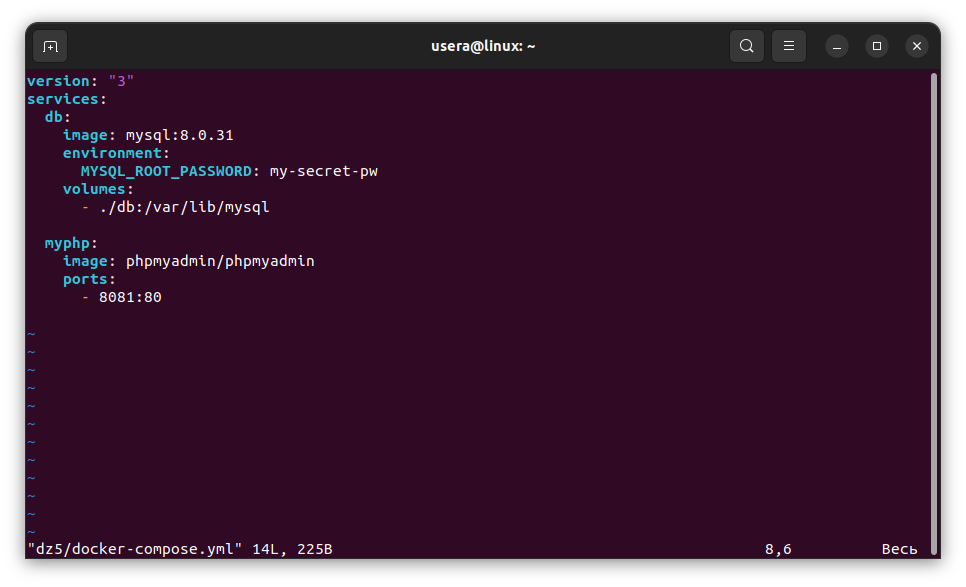 usera@linux: ~
version: "3"
services:
  db:
    image: mysql:8.0.31
    environment:
      MYSQL_ROOT_PASSWORD: my-secret-pw
    volumes:
      - ./db:/var/lib/mysql

  myphp:
    image: phpmyadmin/phpmyadmin
    ports:
      - 8081:80

~
~
~
~
~
~
~
~
~
~
~
~
"dz5/docker-compose.yml" 14L, 225B 8,6 Весь